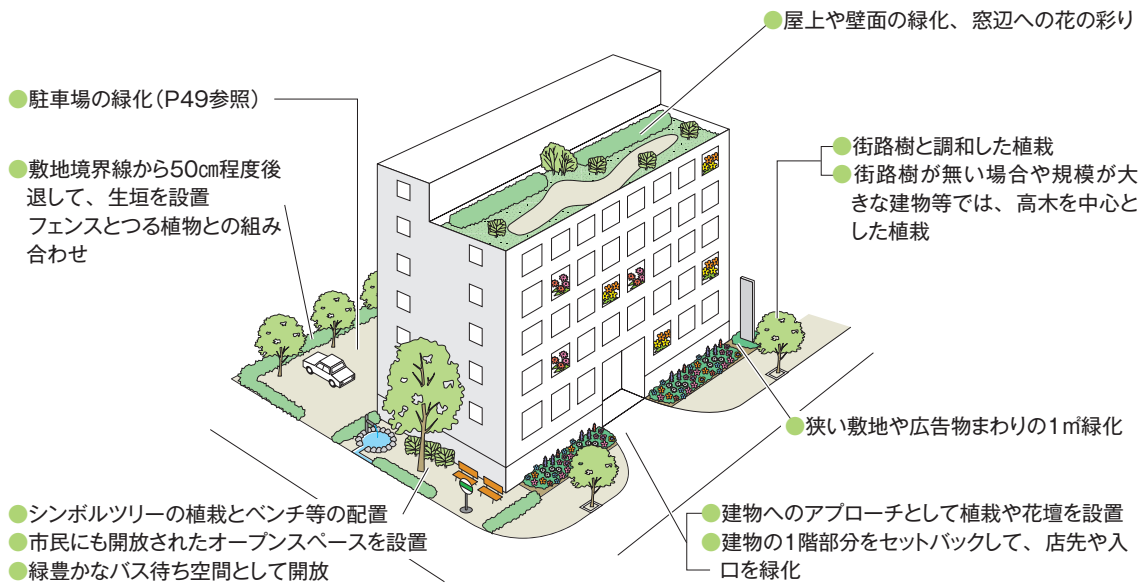 ●屋上や壁面の緑化、窓辺への花の彩り
●駐車場の緑化（P49参照）
●敷地境界線から50㎝程度後
退して、生垣を設置
フェンスとつる植物との組み
合わせ
●街路樹と調和した植栽
●街路樹が無い場合や規模が大
きな建物等では、高木を中心と
した植栽
●狭い敷地や広告物まわりの1㎡緑化
●シンボルツリーの植栽とベンチ等の配置
●市民にも開放されたオープンスペースを設置
●緑豊かなバス待ち空間として開放
●建物へのアプローチとして植栽や花壇を設置
●建物の1階部分をセットバックして、店先や入
口を緑化